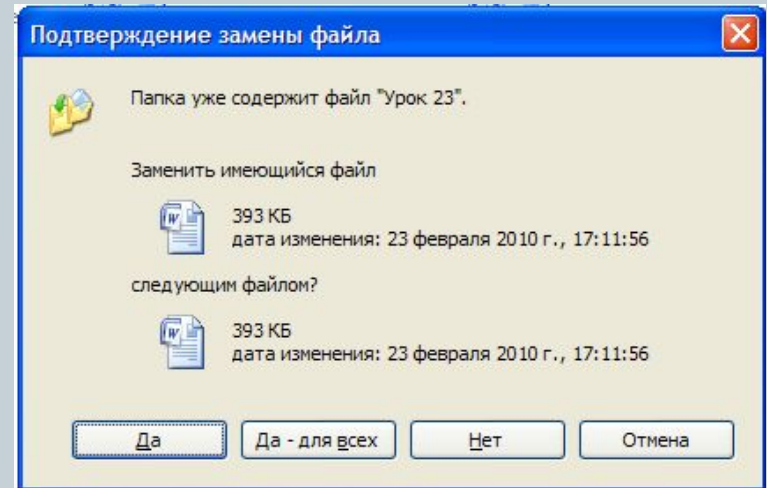 Подтверждение замены файла
Папка уже содержит файл "Урок 23".
Заменить имеющийся файл
393 КБ
дата изменения: 23 февраля 2010 г., 17:11:56
следующим файлом?
393 КБ
дата изменения: 23 февраля 2010 г., 17:11:56
Да
Да - для всех
Нет
Отмена